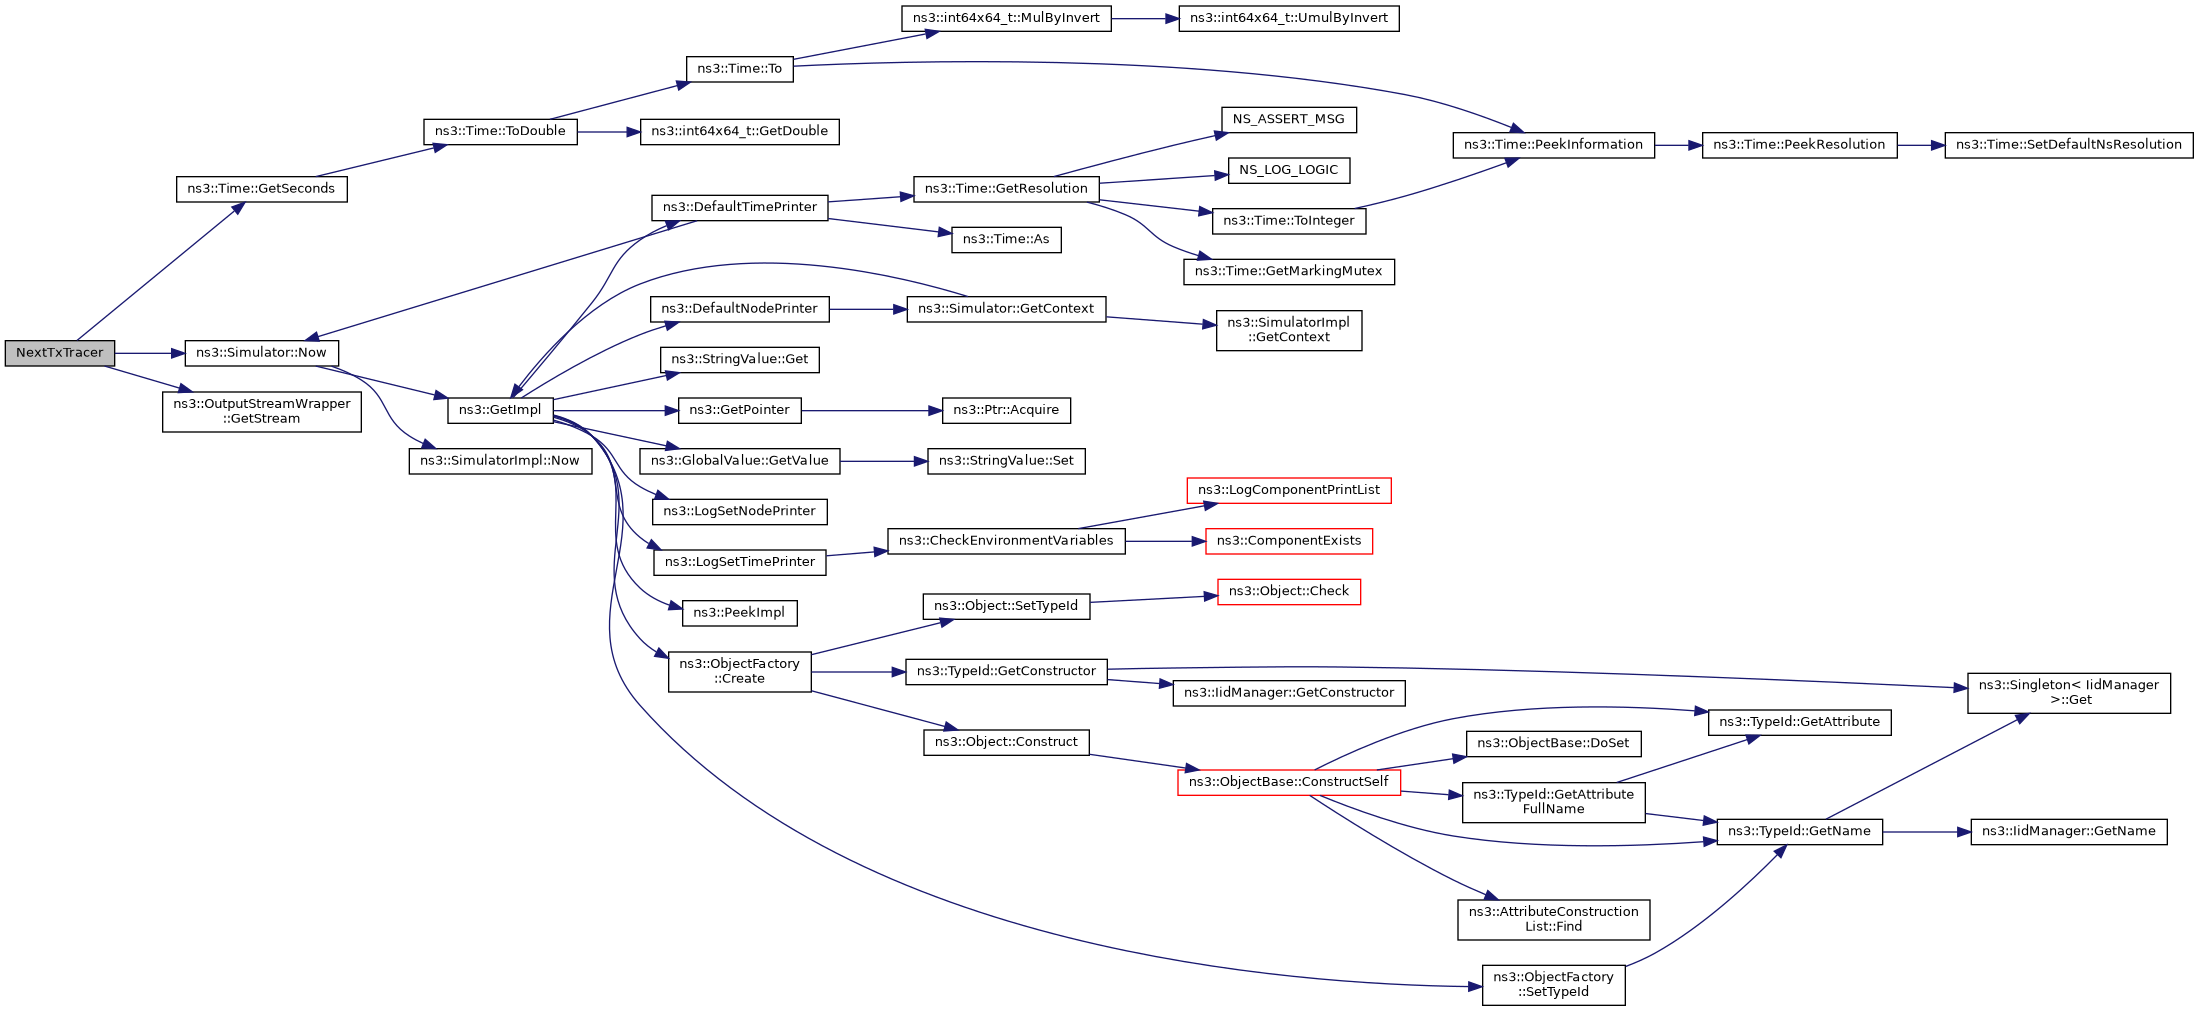 ns3::int64x64_t::MulByInvert
ns3::int64x64_t::UmulByInvert
ns3::Time::To
ns3::Time::ToDouble
ns3::int64x64_t::GetDouble
NS_ASSERT_MSG
ns3::Time::PeekInformation
ns3::Time::PeekResolution
ns3::Time::SetDefaultNsResolution
NS_LOG_LOGIC
ns3::Time::GetSeconds
ns3::DefaultTimePrinter
ns3::Time::GetResolution
ns3::Time::ToInteger
ns3::Time::As
ns3::Time::GetMarkingMutex
ns3::DefaultNodePrinter
ns3::Simulator::GetContext
ns3::SimulatorImpl
::GetContext
NextTxTracer
ns3::Simulator::Now
ns3::StringValue::Get
ns3::OutputStreamWrapper
::GetStream
ns3::GetImpl
ns3::GetPointer
ns3::Ptr::Acquire
ns3::SimulatorImpl::Now
ns3::GlobalValue::GetValue
ns3::StringValue::Set
ns3::LogComponentPrintList
ns3::LogSetNodePrinter
ns3::CheckEnvironmentVariables
ns3::ComponentExists
ns3::LogSetTimePrinter
ns3::Object::Check
ns3::PeekImpl
ns3::Object::SetTypeId
ns3::ObjectFactory
::Create
ns3::TypeId::GetConstructor
ns3::IidManager::GetConstructor
ns3::Singleton< IidManager
>::Get
ns3::TypeId::GetAttribute
ns3::Object::Construct
ns3::ObjectBase::DoSet
ns3::ObjectBase::ConstructSelf
ns3::TypeId::GetAttribute
FullName
ns3::TypeId::GetName
ns3::IidManager::GetName
ns3::AttributeConstruction
List::Find
ns3::ObjectFactory
::SetTypeId